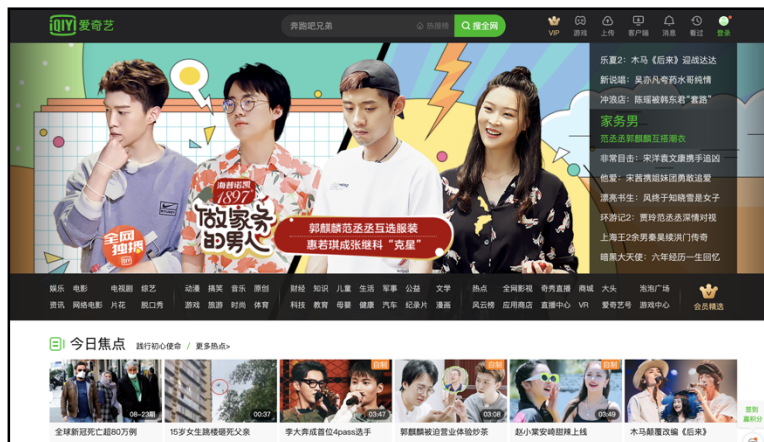 QIY 爱奇艺
奔跑吧兄弟
热搜榜
搜全网
VIP
游戏
上传
客户端
消息
看过
登录
乐夏2：木马《后来》迎战达达
新说唱：吴亦凡夸药水哥纯情
冲浪店：陈瑶被韩东君“套路”
家务男
范丞丞郭麒麟互搭潮衣
非常目击：宋洋袁文康携手追凶
他爱：宋茜携姐妹团勇敢追爱
漂亮书生：风终于知晓雪是女子
环游记2：贾玲范丞丞深情对视
上海王2余男秦昊续洪门传奇
暗黑大天使：六年经历一生回忆
海普诺凯
1897
做家务的男人
全网独播
郭麒麟范丞丞互选服装
惠若琪成张继科“克星”
娱乐 电影 电视剧 综艺 动漫 搞笑 音乐 原创 财经 知识 儿童 生活 军事 公益 文学 热点 全网影视 奇秀直播 商城 大头 泡泡广场
资讯 网络电影 片花 脱口秀 游戏 旅游 时尚 体育 科技 教育 母婴 健康 汽车 纪录片 漫画 风云榜 应用商店 直播中心 VR 爱奇艺号 游戏中心
会员精选
今日焦点 践行初心使命 / 更多热点>
08-23期
00:37
自制
03:47
03:08
自制
03:49
全球新冠死亡超80万例
15岁女生跳楼砸死父亲
李大奔成首位4pass选手
郭麒麟被迫营业体验炒茶
赵小棠安崎甜辣上线
木马颠覆改编《后来》
签到
赢积分